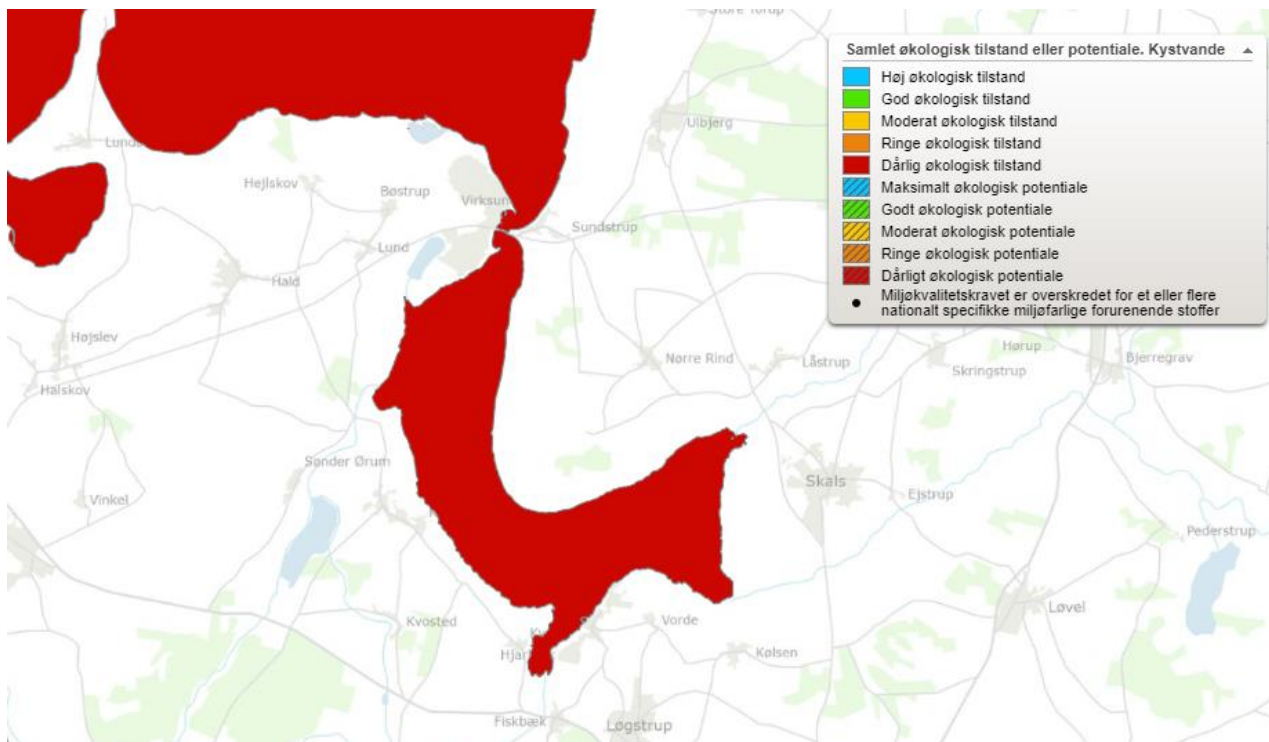 Store Torup
Samlet økologisk tilstand eller potentiale. Kystvande
Høj økologisk tilstand
God økologisk tilstand
Moderat økologisk tilstand
Ringe økologisk tilstand
Dårlig økologisk tilstand
Maksimalt økologisk potentiale
Godt økologisk potentiale
Moderat økologisk potentiale
Ringe økologisk potentiale
Dårligt økologisk potentiale
Miljøkvalitetskravet er overskredet for et eller flere
nationalt specifikke miljøfarlige forurenende stoffer
Ulbjerg
Hejlskov
Bøstrup
Virksund
Sundstrup
Lund
Hald
Højslev
Halskov
Nørre Rind
Låstrup
Hørup
Skringstrup
Bjerregrav
Sønder Ørum
Vinkel
Skals
Ejstrup
Pederstrup
Løvel
Kvosted
Vorde
Kølsen
Hjar
Fiskbæk
Løgstrup